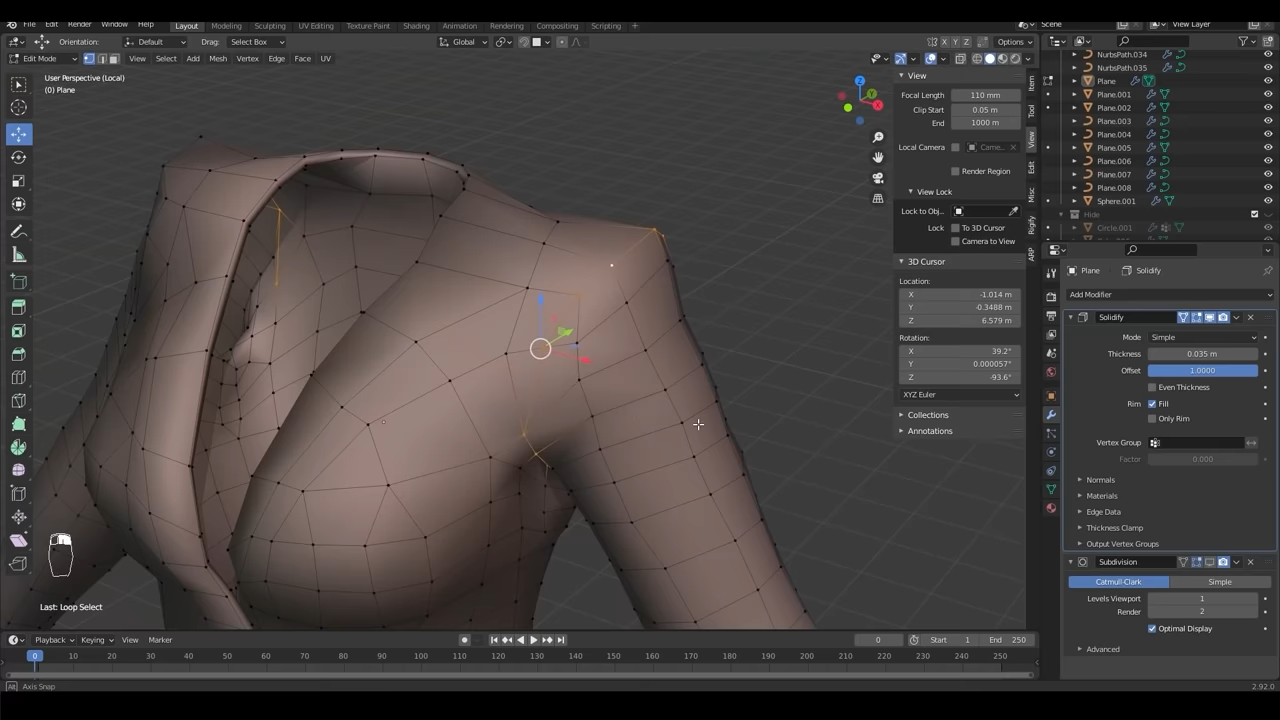 File Edit Render Window Help Layout Modeling Sculpting UV Editing Texture Paint Shading Animation Rendering Compositing Scripting Scene View Layer
Orientation: Default Drag: Select Box Global X Y Z Options
Edit Mode View Select Add Mesh Vertex Edge Face UV
User Perspective (Local)
(0) Plane
View
Focal Length 110 mm
Clip Start 0.05 m
End 1000 m
Local Camera Came...
Render Region
View Lock
Lock to Obj...
Lock To 3D Cursor
Camera to View
3D Cursor
Location:
X -1.014 m
Y -0.3488 m
Z 6.579 m
Rotation:
X 39.2°
Y 0.000057°
Z -93.6°
XYZ Euler
Collections
Annotations
Item
Tool
View
Edit
Misc
Rigify
ARP
NurbsPath.034
NurbsPath.035
Plane
Plane.001
Plane.002
Plane.003
Plane.004
Plane.005
Plane.006
Plane.007
Plane.008
Sphere.001
Hide
Circle.001
Plane Solidify
Add Modifier
Solidify
Mode Simple
Thickness 0.035 m
Offset 1.0000
Even Thickness
Rim Fill
Only Rim
Vertex Group
Factor 0.000
Normals
Materials
Edge Data
Thickness Clamp
Output Vertex Groups
Subdivision
Catmull-Clark Simple
Levels Viewport 1
Render 2
Optimal Display
Advanced
Last: Loop Select
Playback Keying View Marker 0 Start 1 End 250
0 10 20 30 40 50 60 70 80 90 100 110 120 130 140 150 160 170 180 190 200 210 220 230 240 250
Alt Axis Snap 2.92.0